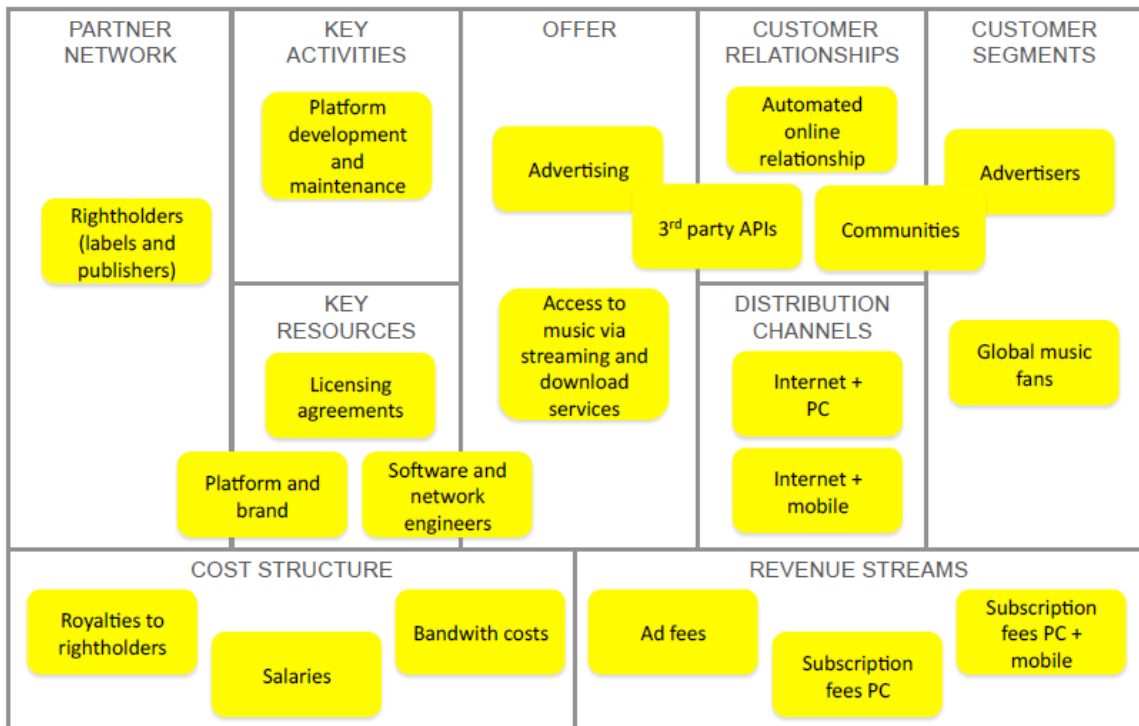 PARTNER
NETWORK
Rightholders
(labels and
publishers)
KEY
ACTIVITIES
Platform
development
and
maintenance
KEY
RESOURCES
Licensing
agreements
Platform and
brand
Software and
network
engineers
OFFER
Advertising
3rd party APIs
Access to
music via
streaming and
download
services
CUSTOMER
RELATIONSHIPS
Automated
online
relationship
Communities
DISTRIBUTION
CHANNELS
Internet +
PC
Internet +
mobile
CUSTOMER
SEGMENTS
Advertisers
Global music
fans
COST STRUCTURE
Royalties to
rightholders
Salaries
Bandwith costs
REVENUE STREAMS
Ad fees
Subscription
fees PC
Subscription
fees PC +
mobile